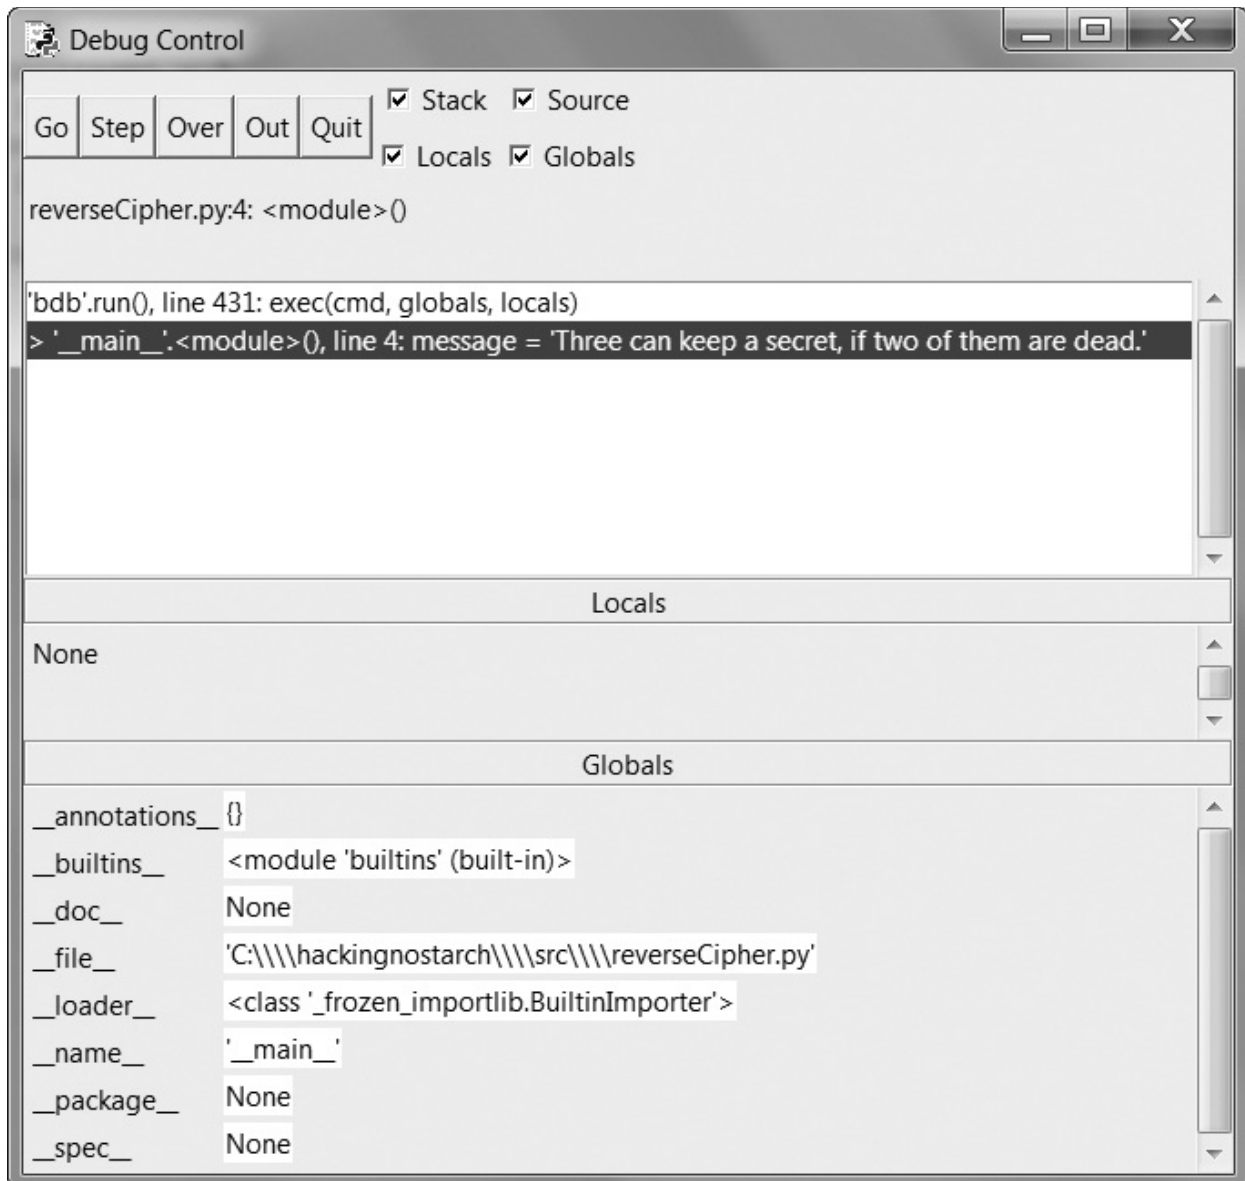 Debug Control
Go Step Over Out Quit
Stack Source
Locals Globals
reverseCipher.py:4: <module>()
'bdb'.run(), line 431: exec(cmd, globals, locals)
> '__main__'.<module>(), line 4: message = 'Three can keep a secret, if two of them are dead.'
Locals
None
Globals
__annotations__ {}
__builtins__ <module 'builtins' (built-in)>
__doc__ None
__file__ 'C:\\\\hackingnostarch\\\\src\\\\reverseCipher.py'
__loader__ <class '_frozen_importlib.BuiltinImporter'>
__name__ '__main__'
__package__ None
__spec__ None